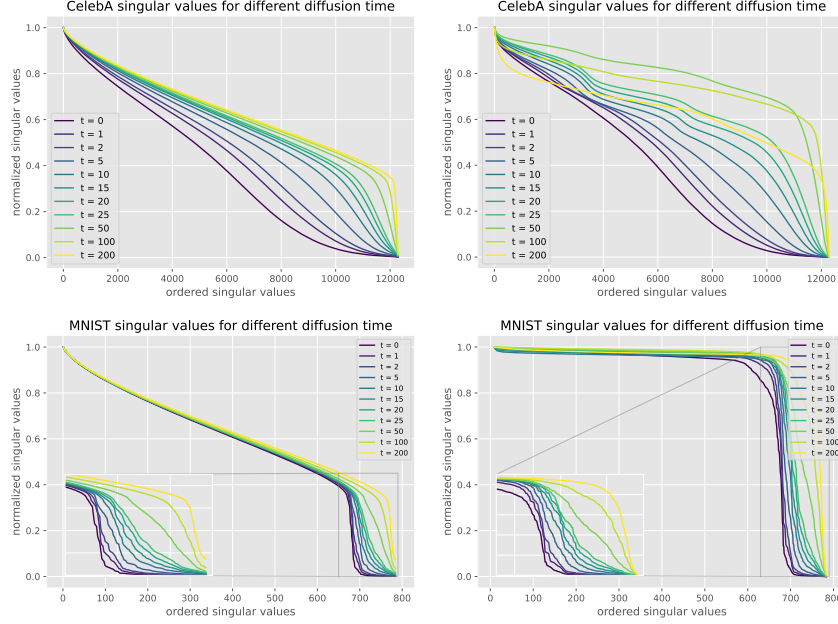 CelebA singular values for different diffusion time
normalized singular values
1.0
0.8
0.6
0.4
0.2
0.0
t = 0
t = 1
t = 2
t = 5
t = 10
t = 15
t = 20
t = 25
t = 50
t = 100
t = 200
0 2000 4000 6000 8000 10000 12000
ordered singular values
CelebA singular values for different diffusion time
normalized singular values
1.0
0.8
0.6
0.4
0.2
0.0
t = 0
t = 1
t = 2
t = 5
t = 10
t = 15
t = 20
t = 25
t = 50
t = 100
t = 200
0 2000 4000 6000 8000 10000 12000
ordered singular values
MNIST singular values for different diffusion time
normalized singular values
1.0
0.8
0.6
0.4
0.2
0.0
t = 0
t = 1
t = 2
t = 5
t = 10
t = 15
t = 20
t = 25
t = 50
t = 100
t = 200
0 100 200 300 400 500 600 700 800
ordered singular values
MNIST singular values for different diffusion time
normalized singular values
1.0
0.8
0.6
0.4
0.2
0.0
t = 0
t = 1
t = 2
t = 5
t = 10
t = 15
t = 20
t = 25
t = 50
t = 100
t = 200
0 100 200 300 400 500 600 700 800
ordered singular values